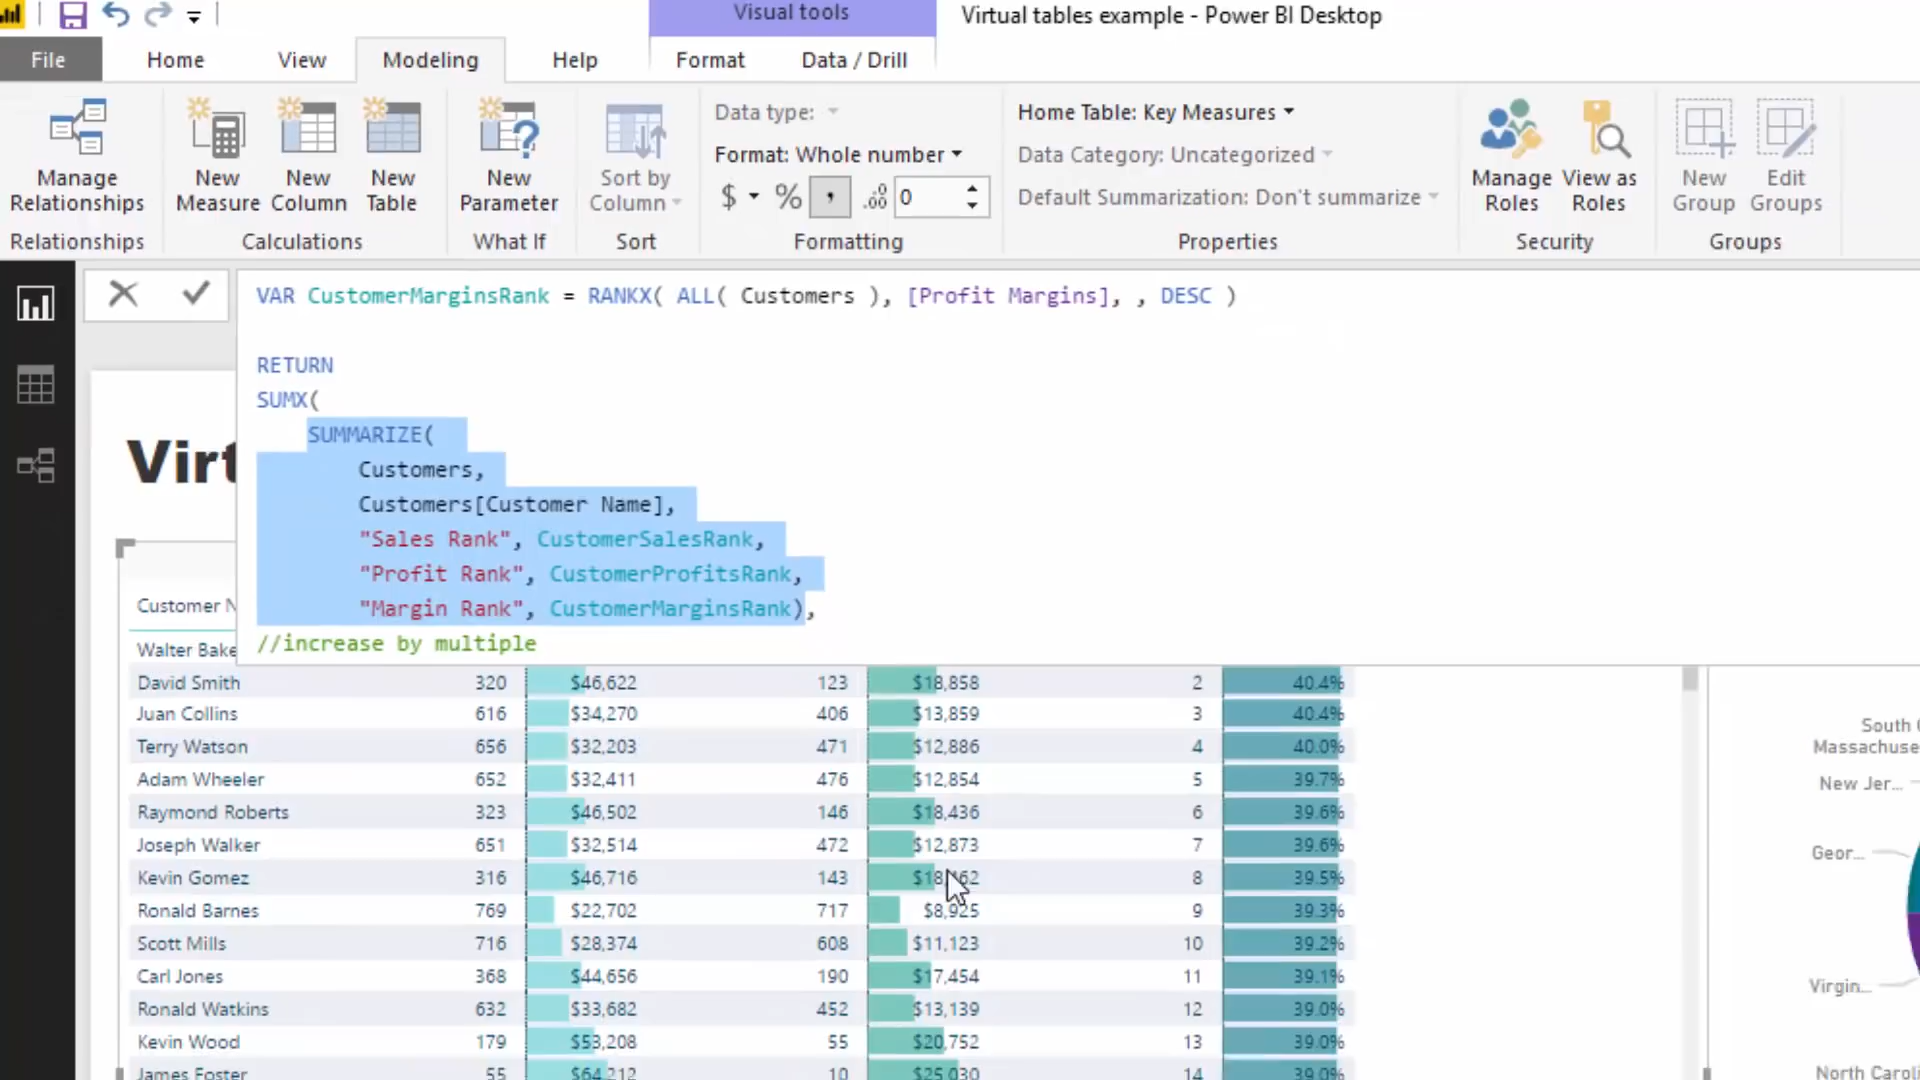 Visual tools
Virtual tables example - Power BI Desktop
File
Home
View
Modeling
Help
Format
Data / Drill
Manage Relationships
New Measure
New Column
New Table
New Parameter
Sort by Column
Data type:
Format: Whole number
$ % , .00 0
Home Table: Key Measures
Data Category: Uncategorized
Default Summarization: Don't summarize
Manage Roles
View as Roles
New Group
Edit Groups
Relationships
Calculations
What If
Sort
Formatting
Properties
Security
Groups
VAR CustomerMarginsRank = RANKX( ALL( Customers ), [Profit Margins], , DESC )
RETURN
SUMX(
SUMMARIZE(
Customers,
Customers[Customer Name],
"Sales Rank", CustomerSalesRank,
"Profit Rank", CustomerProfitsRank,
"Margin Rank", CustomerMarginsRank),
//increase by multiple
Virt
Customer N
Walter Bake
David Smith 320 $46,622 123 $18,858 2 40.4%
Juan Collins 616 $34,270 406 $13,859 3 40.4%
Terry Watson 656 $32,203 471 $12,886 4 40.0%
Adam Wheeler 652 $32,411 476 $12,854 5 39.7%
Raymond Roberts 323 $46,502 146 $18,436 6 39.6%
Joseph Walker 651 $32,514 472 $12,873 7 39.6%
Kevin Gomez 316 $46,716 143 8 39.5%
Ronald Barnes 769 $22,702 717 $8,925 9 39.3%
Scott Mills 716 $28,374 608 $11,123 10 39.2%
Carl Jones 368 $44,656 190 $17,454 11 39.1%
Ronald Watkins 632 $33,682 452 $13,139 12 39.0%
Kevin Wood 179 $53,208 55 $20,752 13 39.0%
James Foster 55 $64,212 10 $25,030 14 39.0%
South
Massachuse
New Jer...
Geor...
Virgin...
North Caroli